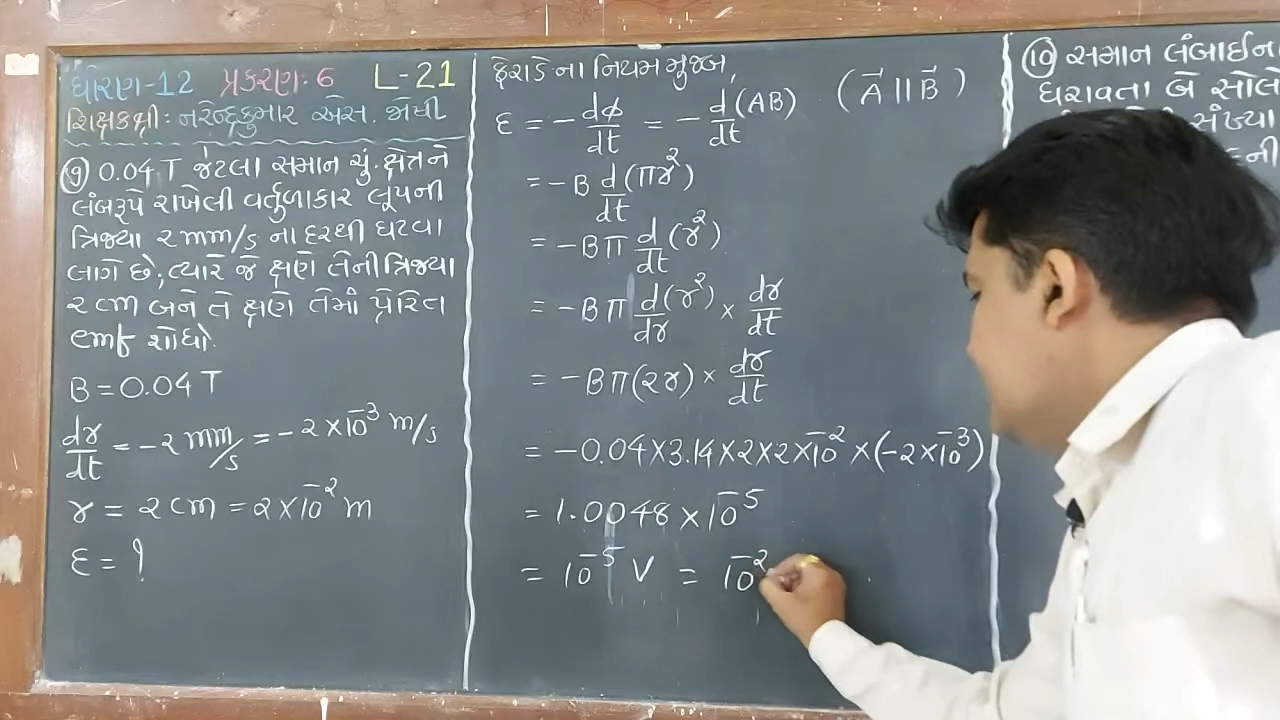 ધોરણ-12 પ્રકરણ:6 L-21
શિક્ષકશ્રી: નરેન્દ્રકુમાર એસ. જોષી
(9) 0.04 T જેટલા સમાન ચું. ક્ષેત્રને
લંબરૂપે રાખેલી વર્તુળાકાર લૂપની
ત્રિજ્યા 2 mm/s ના દરથી ઘટવા
લાગે છે, ત્યારે જે ક્ષણે તેની ત્રિજ્યા
2 cm બને તે ક્ષણે તેમાં પ્રેરિત
emf શોધો.
B = 0.04 T
dr/dt = -2 mm/s = -2 × 10⁻³ m/s
r = 2 cm = 2 × 10⁻² m
ε = ?
ફેરાડેના નિયમ મુજબ,
ε = - dϕ/dt = - d/dt (AB) (A⃗ || B⃗)
= -B d/dt (πr²)
= -Bπ d/dt (r²)
= -Bπ d/dr (r²) × dr/dt
= -Bπ(2r) × dr/dt
= -0.04×3.14×2×2×10⁻² × (-2×10⁻³)
= 1.0048 × 10⁻⁵
= 10⁻⁵ V = 10⁻²
(10) સમાન લંબાઈના
ધરાવતા બે સોલે
સંખ્યા